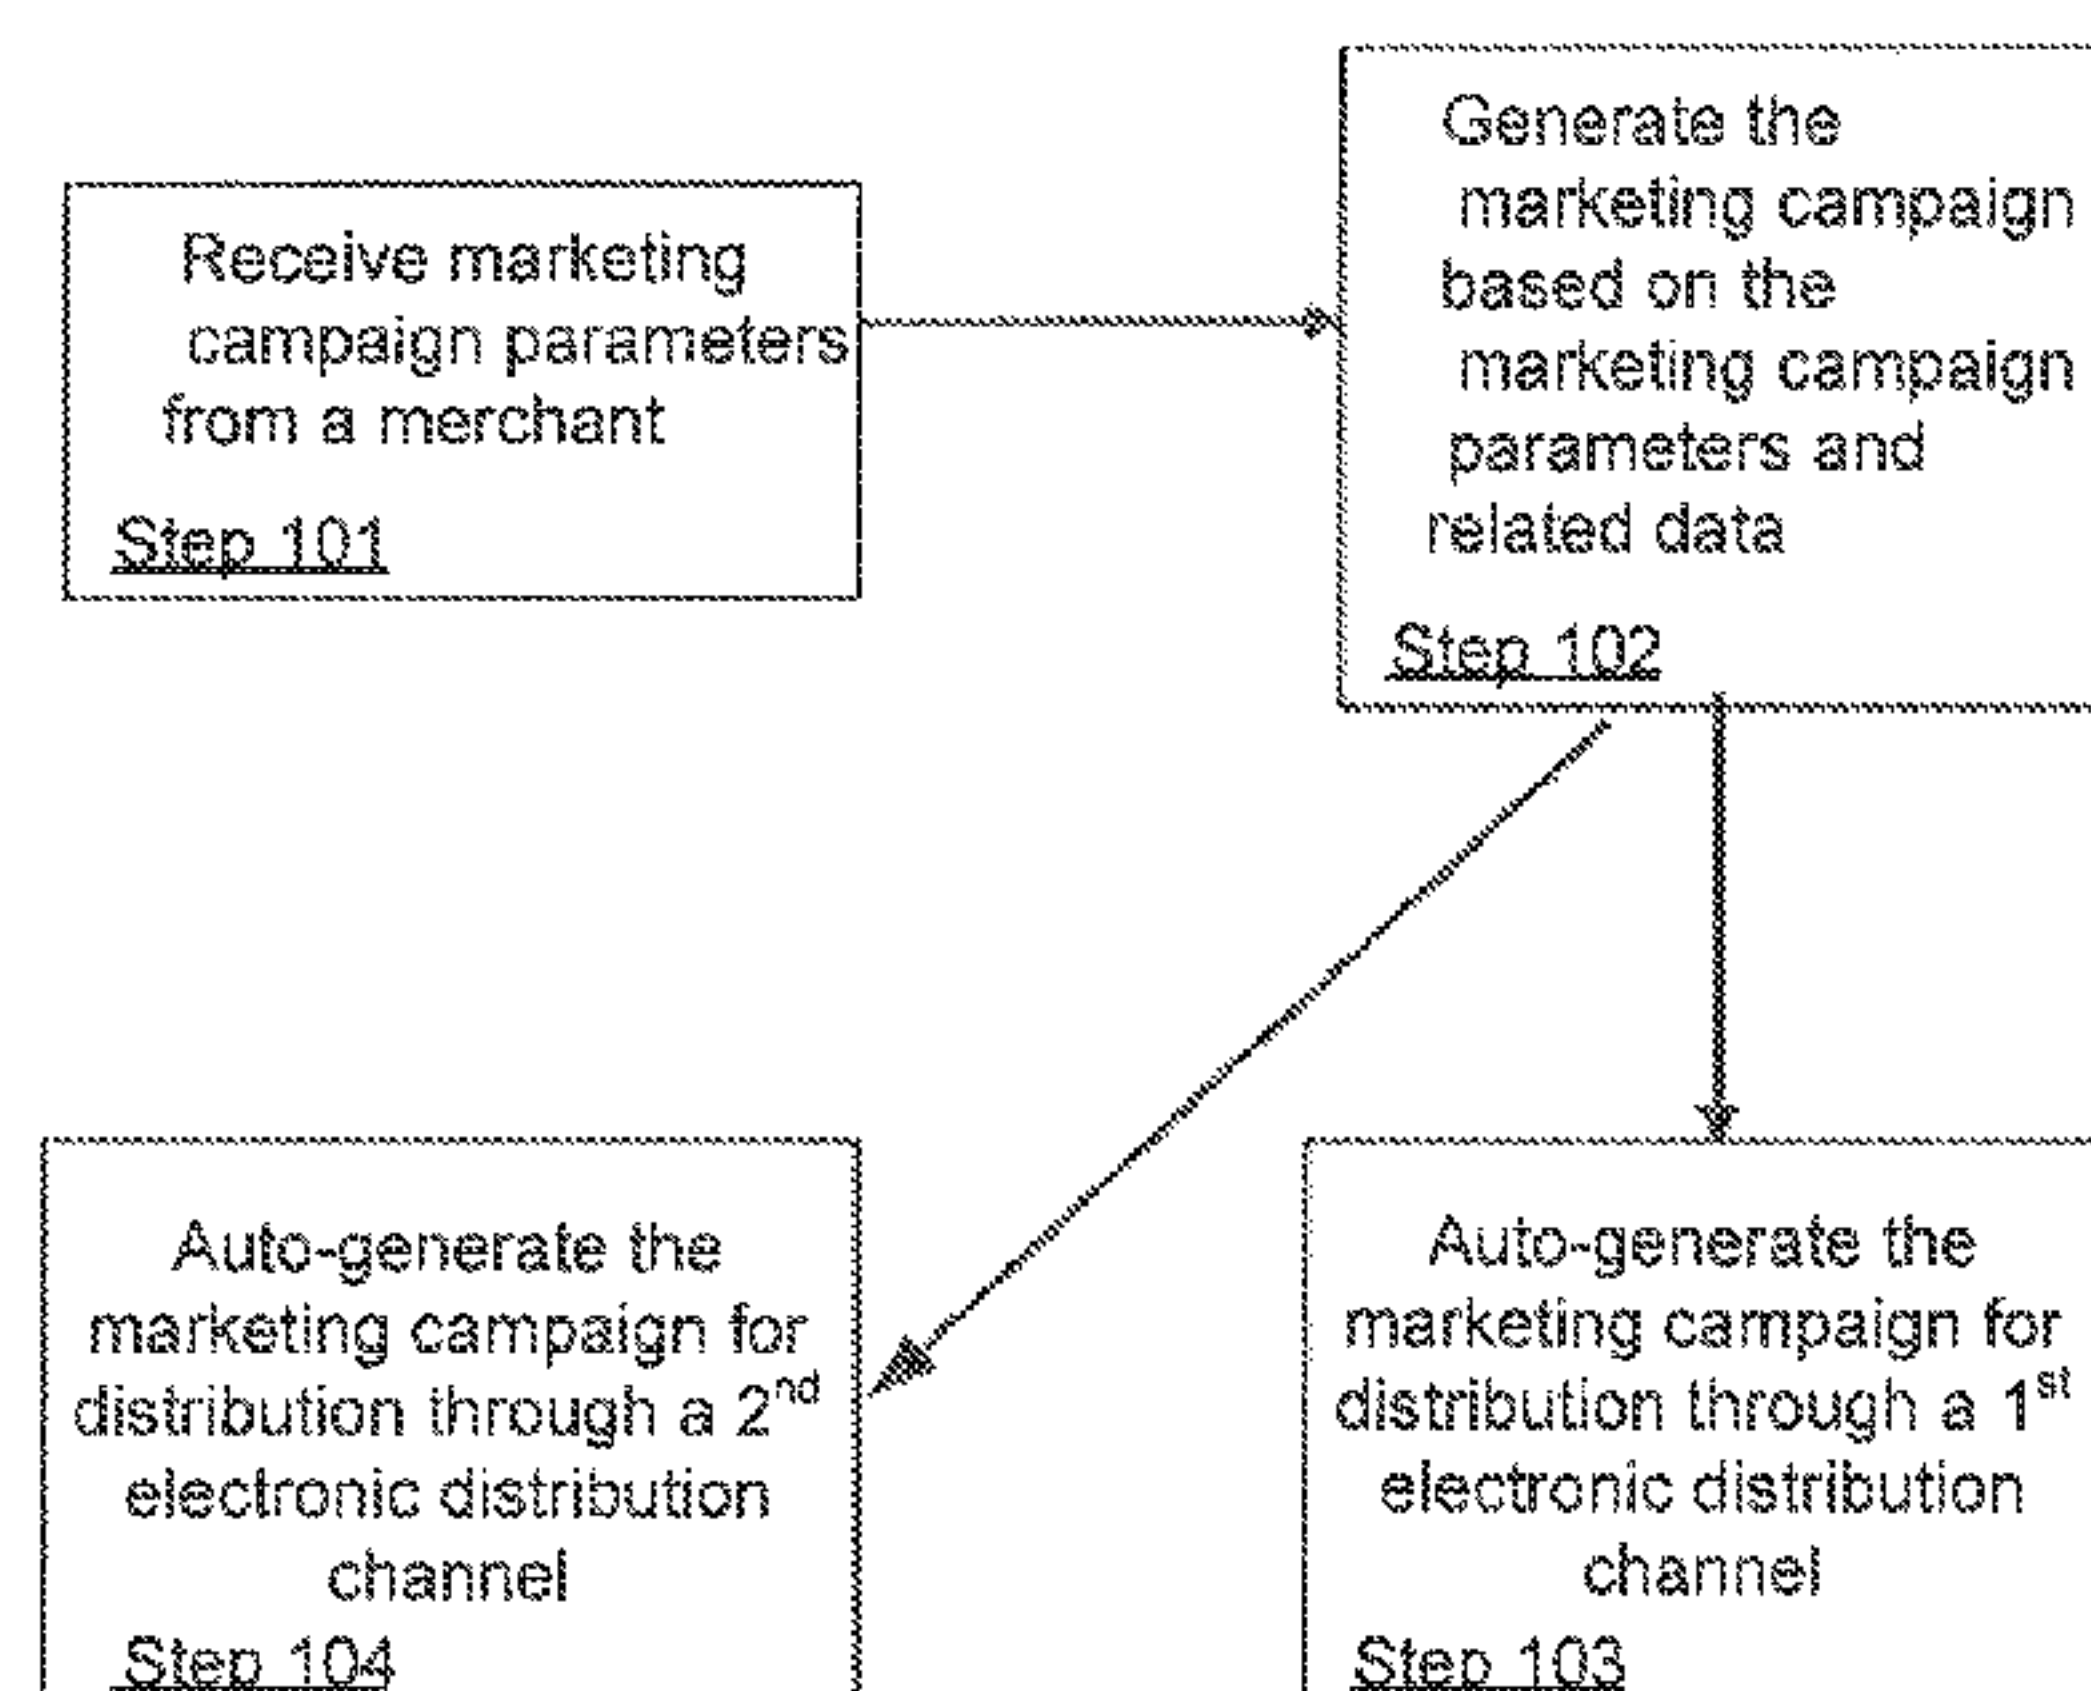 Receive marketing
campaign parameters
from a merchant
Step 101
Generate the
marketing campaign
based on the
marketing campaign
parameters and
related data
Step 102
Auto-generate the
marketing campaign for
distribution through a 2nd
electronic distribution
channel
Step 104
Auto-generate the
marketing campaign for
distribution through a 1st
electronic distribution
channel
Step 103